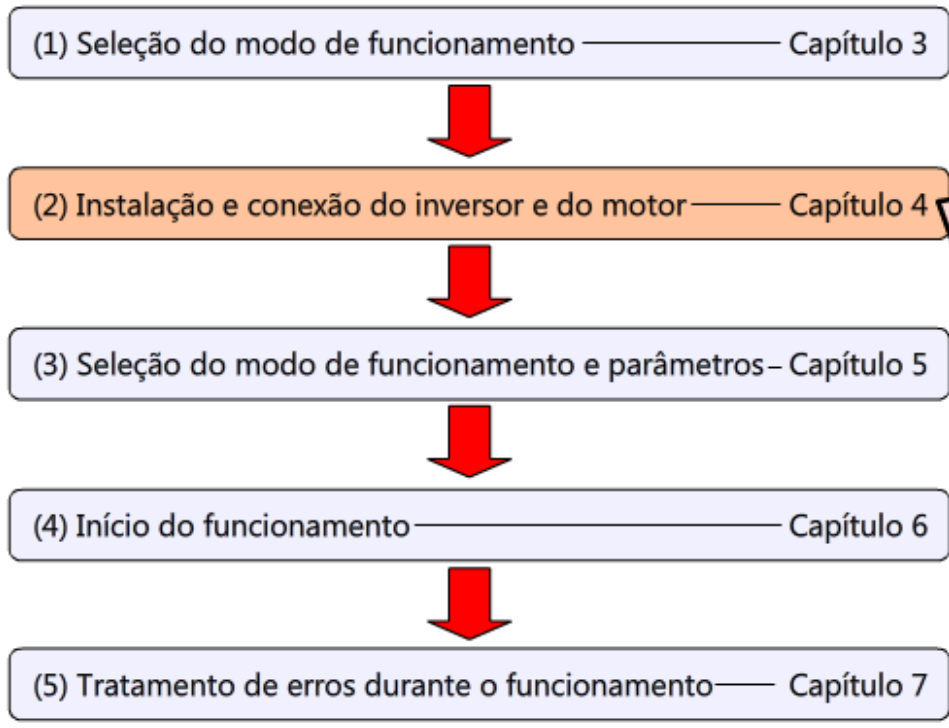 (1) Seleção do modo de funcionamento Capítulo 3
(2) Instalação e conexão do inversor e do motor Capítulo 4
(3) Seleção do modo de funcionamento e parâmetros Capítulo 5
(4) Início do funcionamento Capítulo 6
(5) Tratamento de erros durante o funcionamento Capítulo 7